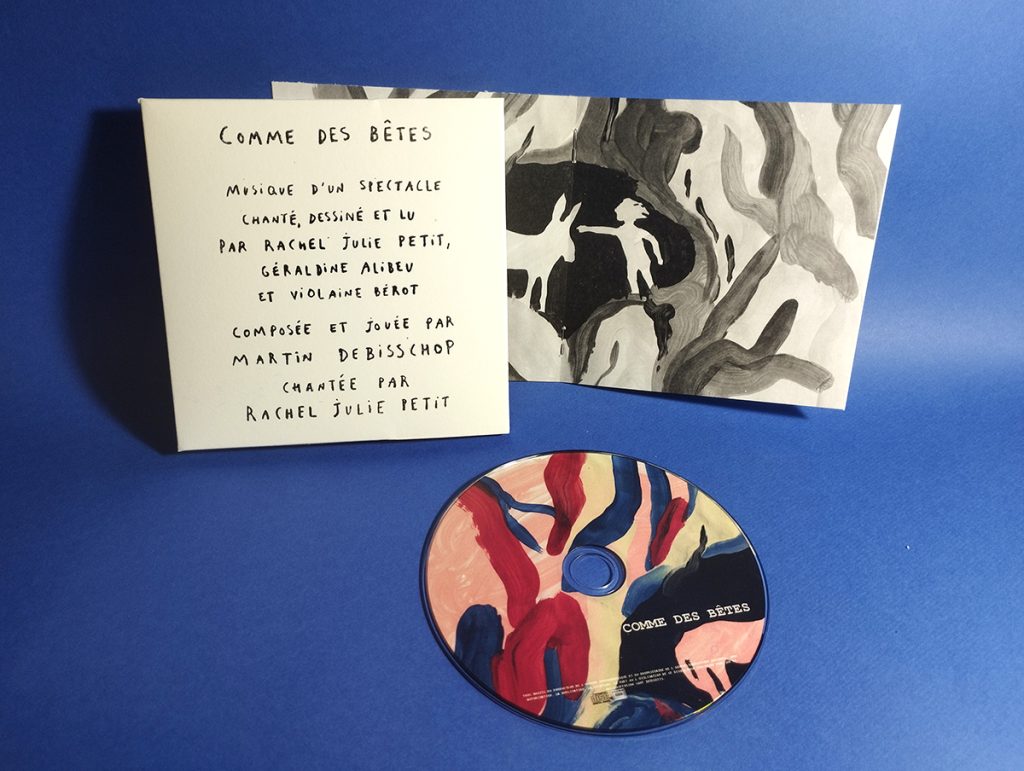 COMME DES BÊTES
MUSIQUE D'UN SPECTACLE
CHANTÉ, DESSINÉ ET LU
PAR RACHEL JULIE PETIT,
GÉRALDINE ALIBEU
ET VIOLAINE BÉROT
COMPOSÉE ET JOUÉE PAR
MARTIN DEBISSCHOP
CHANTÉE PAR
RACHEL JULIE PETIT
COMME DES BÊTES